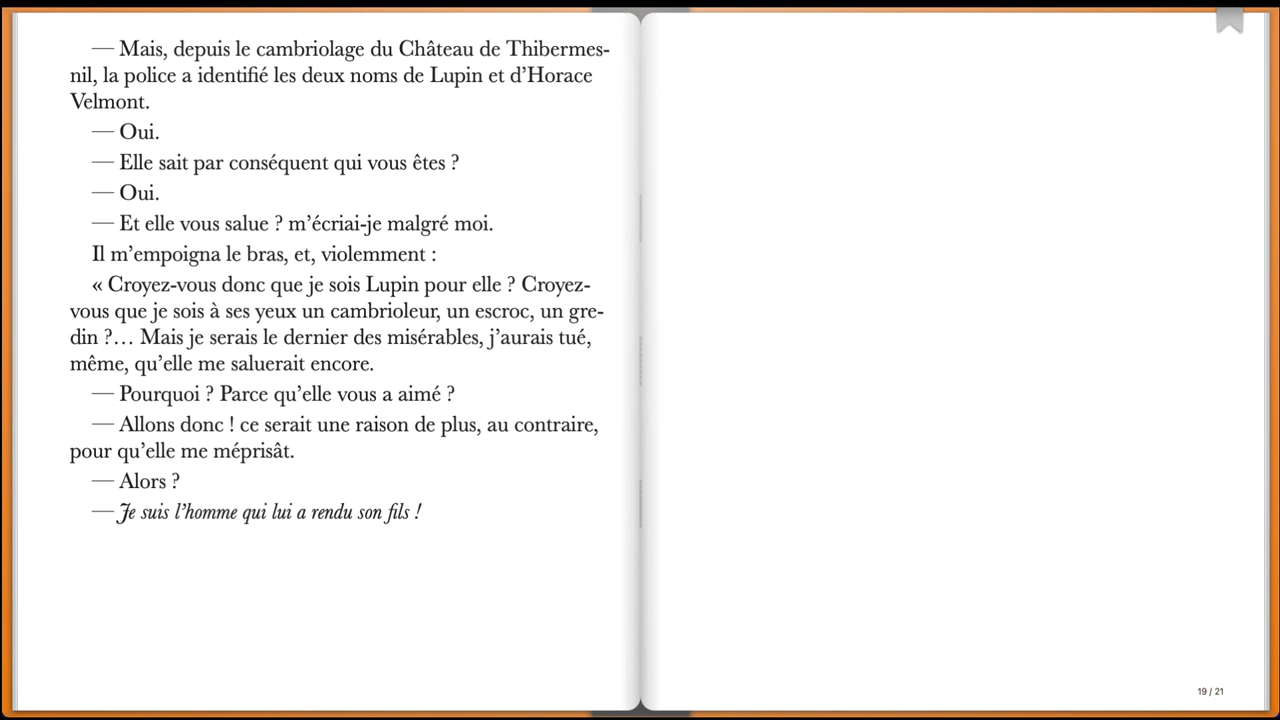 — Mais, depuis le cambriolage du Château de Thibermes-
nil, la police a identifié les deux noms de Lupin et d’Horace
Velmont.
— Oui.
— Elle sait par conséquent qui vous êtes ?
— Oui.
— Et elle vous salue ? m’écriai-je malgré moi.
Il m’empoigna le bras, et, violemment :
« Croyez-vous donc que je sois Lupin pour elle ? Croyez-
vous que je sois à ses yeux un cambrioleur, un escroc, un gre-
din ?… Mais je serais le dernier des misérables, j’aurais tué,
même, qu’elle me saluerait encore.
— Pourquoi ? Parce qu’elle vous a aimé ?
— Allons donc ! ce serait une raison de plus, au contraire,
pour qu’elle me méprisât.
— Alors ?
— Je suis l’homme qui lui a rendu son fils !
19 / 21